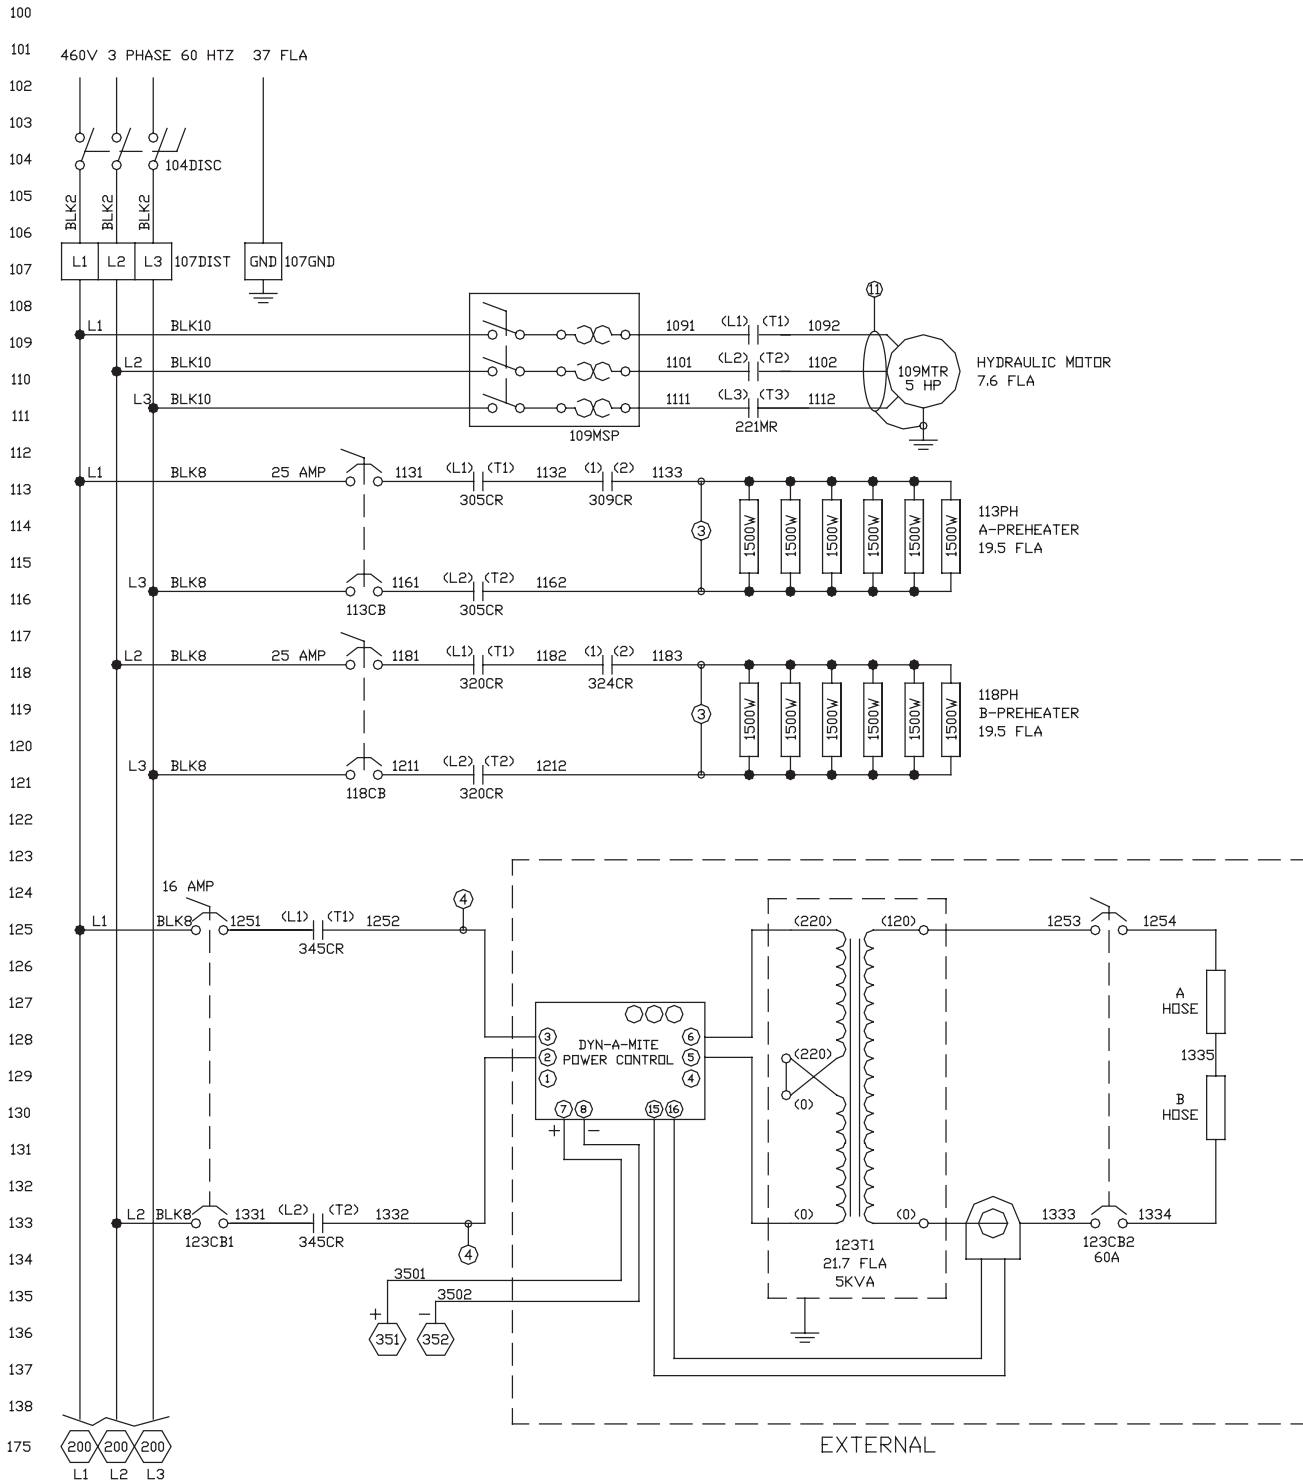 100
101
460V 3 PHASE 60 HTZ 37 FLA
102
103
104
104DISC
105
BLK2 BLK2 BLK2
106
107
L1 L2 L3 107DIST GND 107GND
108
11
109
L1 BLK10 1091 (L1) (T1) 1092
110
L2 BLK10 1101 (L2) (T2) 1102
109MTR
5 HP
HYDRAULIC MOTOR
7.6 FLA
111
L3 BLK10 1111 (L3) (T3) 1112
109MSP
221MR
112
113
L1 BLK8 25 AMP 1131 (L1) (T1) 1132 (1) (2) 1133
305CR 309CR
114
3
1500W 1500W 1500W 1500W 1500W 1500W
113PH
A-PREHEATER
19.5 FLA
115
116
L3 BLK8 1161 (L2) (T2) 1162
113CB 305CR
117
118
L2 BLK8 25 AMP 1181 (L1) (T1) 1182 (1) (2) 1183
320CR 324CR
119
3
1500W 1500W 1500W 1500W 1500W 1500W
118PH
B-PREHEATER
19.5 FLA
120
121
L3 BLK8 1211 (L2) (T2) 1212
118CB 320CR
122
123
124
16 AMP
4
125
L1 BLK8 1251 (L1) (T1) 1252
345CR
(220) (120)
1253 1254
126
127
A
HOSE
128
3 DYN-A-MITE 6
2 POWER CONTROL 5
1 4
(220)
1335
129
(0)
B
HOSE
130
7 8 15 16
+ −
131
132
133
L2 BLK8 1331 (L2) (T2) 1332
123CB1 345CR
4
(0) (0)
1333 1334
123CB2
60A
134
123T1
21.7 FLA
5KVA
3501
135
3502
136
+ −
351 352
137
138
175
200 200 200
L1 L2 L3
EXTERNAL